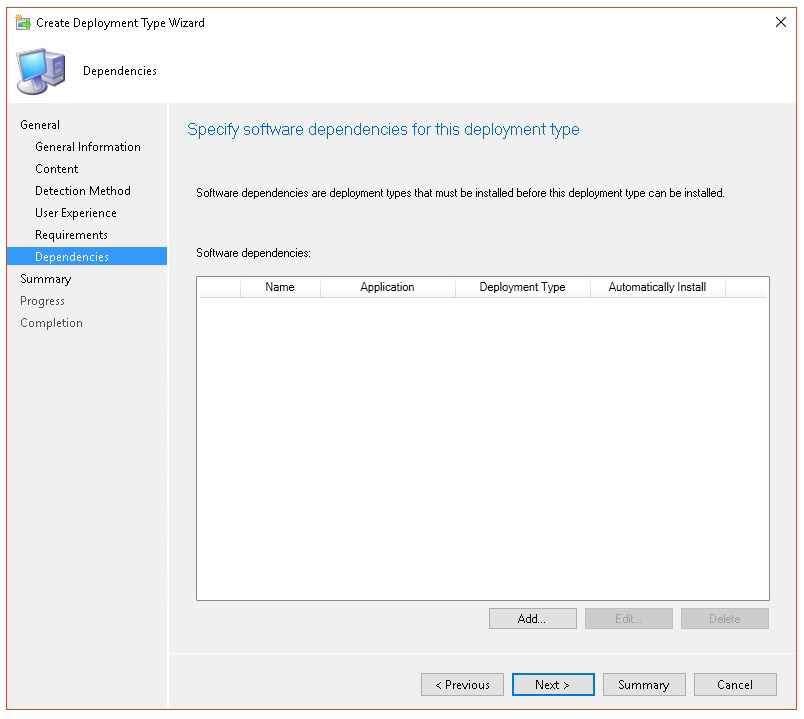 Create Deployment Type Wizard
Dependencies
General
General Information
Content
Detection Method
User Experience
Requirements
Dependencies
Summary
Progress
Completion
Specify software dependencies for this deployment type
Software dependencies are deployment types that must be installed before this deployment type can be installed.
Software dependencies:
Name Application Deployment Type Automatically Install
Add... Edit... Delete
< Previous Next > Summary Cancel